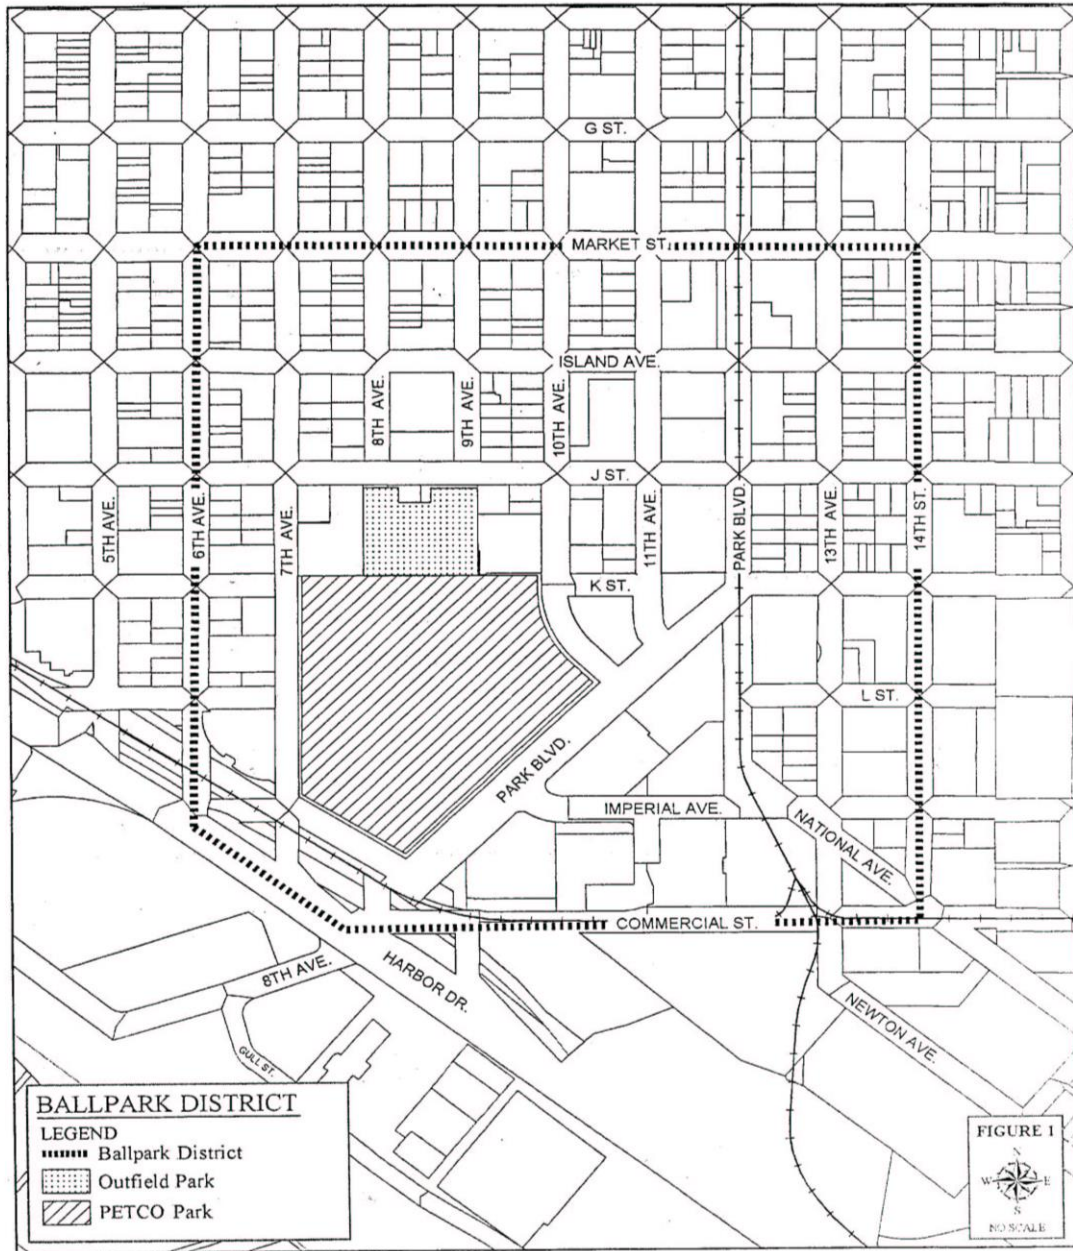 G ST.
MARKET ST.
ISLAND AVE.
8TH AVE.
9TH AVE.
10TH AVE.
J ST.
5TH AVE.
6TH AVE.
7TH AVE.
11TH AVE.
PARK BLVD.
13TH AVE.
14TH ST.
K ST.
L ST.
PARK BLVD.
IMPERIAL AVE.
NATIONAL AVE.
COMMERCIAL ST.
HARBOR DR.
8TH AVE.
NEWTON AVE.
GULL ST.
BALLPARK DISTRICT
LEGEND
Ballpark District
Outfield Park
PETCO Park
FIGURE 1
N
W E
S
NO SCALE